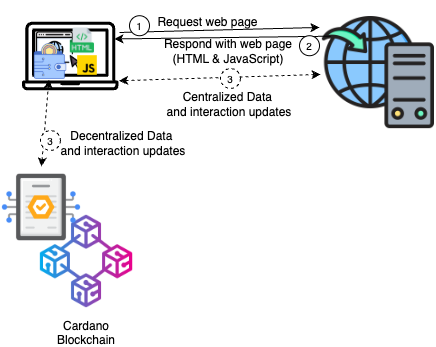 1 Request web page
Respond with web page 2
(HTML & JavaScript)
</>
HTML
JS
3
Centralized Data
and interaction updates
3 Decentralized Data
and interaction updates
Cardano
Blockchain